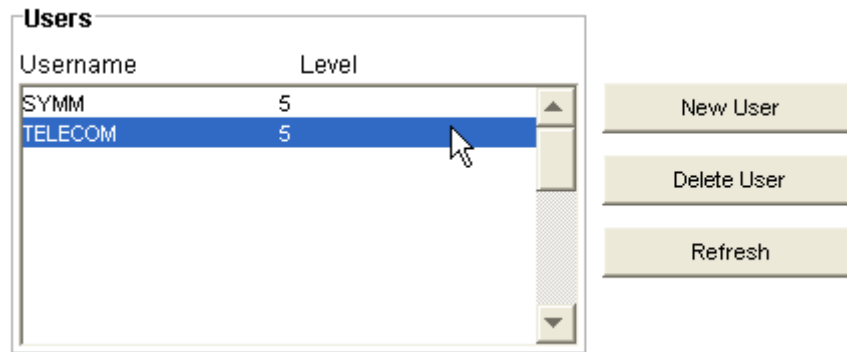 Users
Username Level
SYMM 5
TELECOM 5
New User
Delete User
Refresh